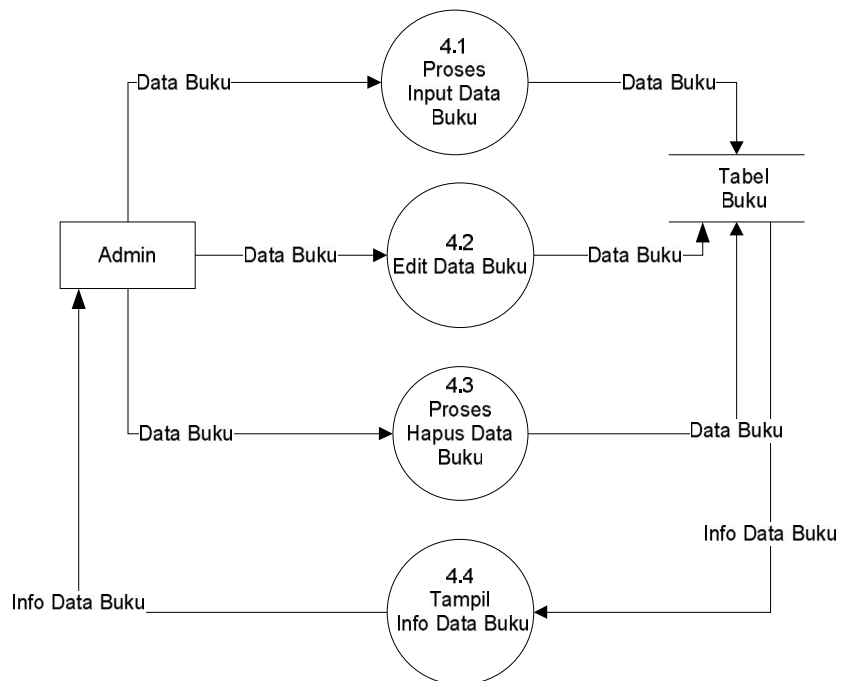 4.1
Proses
Input Data
Buku
Data Buku
Data Buku
Tabel
Buku
Admin
Data Buku
4.2
Edit Data Buku
Data Buku
4.3
Proses
Hapus Data
Buku
Data Buku
Data Buku
Info Data Buku
4.4
Tampil
Info Data Buku
Info Data Buku